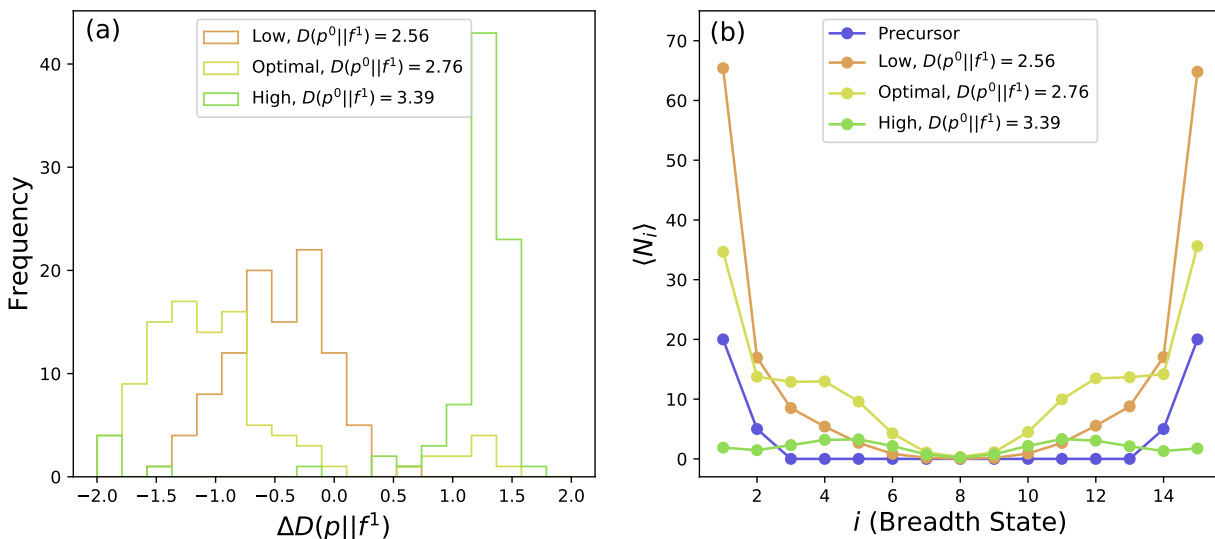 (a)
Low, D(p⁰||f¹) = 2.56
Optimal, D(p⁰||f¹) = 2.76
High, D(p⁰||f¹) = 3.39
Frequency
40
30
20
10
0
−2.0 −1.5 −1.0 −0.5 0.0 0.5 1.0 1.5 2.0
ΔD(p||f¹)
(b)
Precursor
Low, D(p⁰||f¹) = 2.56
Optimal, D(p⁰||f¹) = 2.76
High, D(p⁰||f¹) = 3.39
⟨Nᵢ⟩
70
60
50
40
30
20
10
0
2 4 6 8 10 12 14
i (Breadth State)